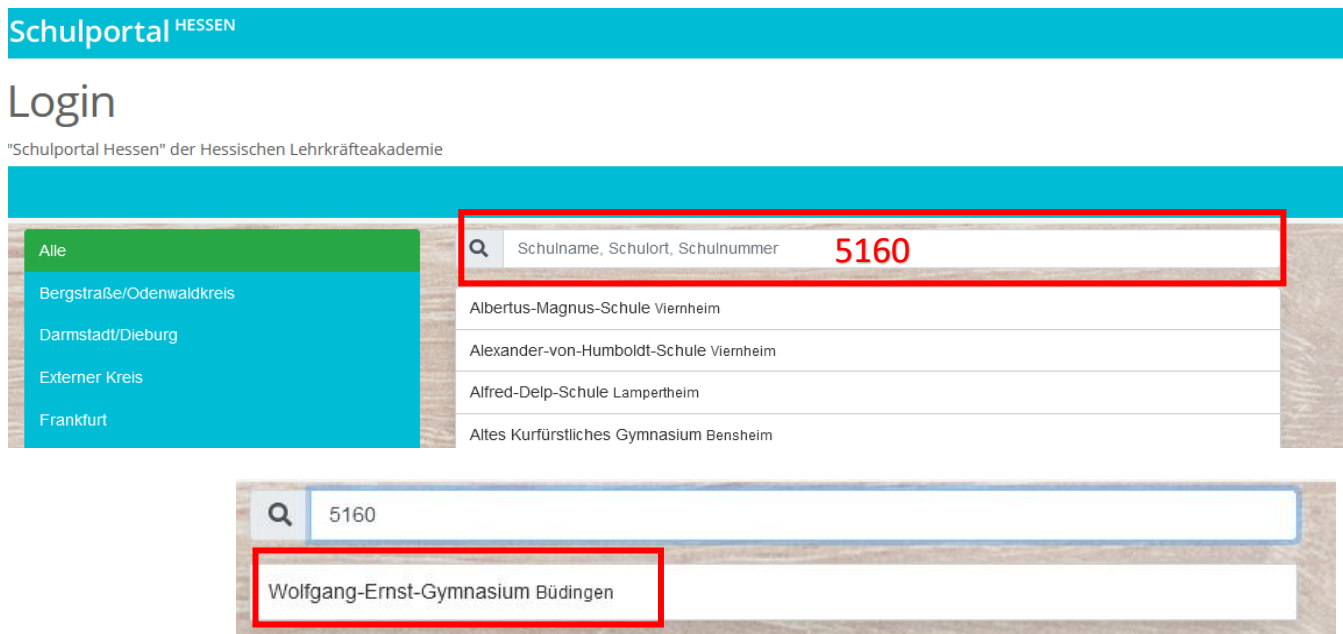 Schulportal HESSEN
Login
"Schulportal Hessen" der Hessischen Lehrkräfteakademie
Alle
Bergstraße/Odenwaldkreis
Darmstadt/Dieburg
Externer Kreis
Frankfurt
Schulname, Schulort, Schulnummer 5160
Albertus-Magnus-Schule Viernheim
Alexander-von-Humboldt-Schule Viernheim
Alfred-Delp-Schule Lampertheim
Altes Kurfürstliches Gymnasium Bensheim
5160
Wolfgang-Ernst-Gymnasium Büdingen